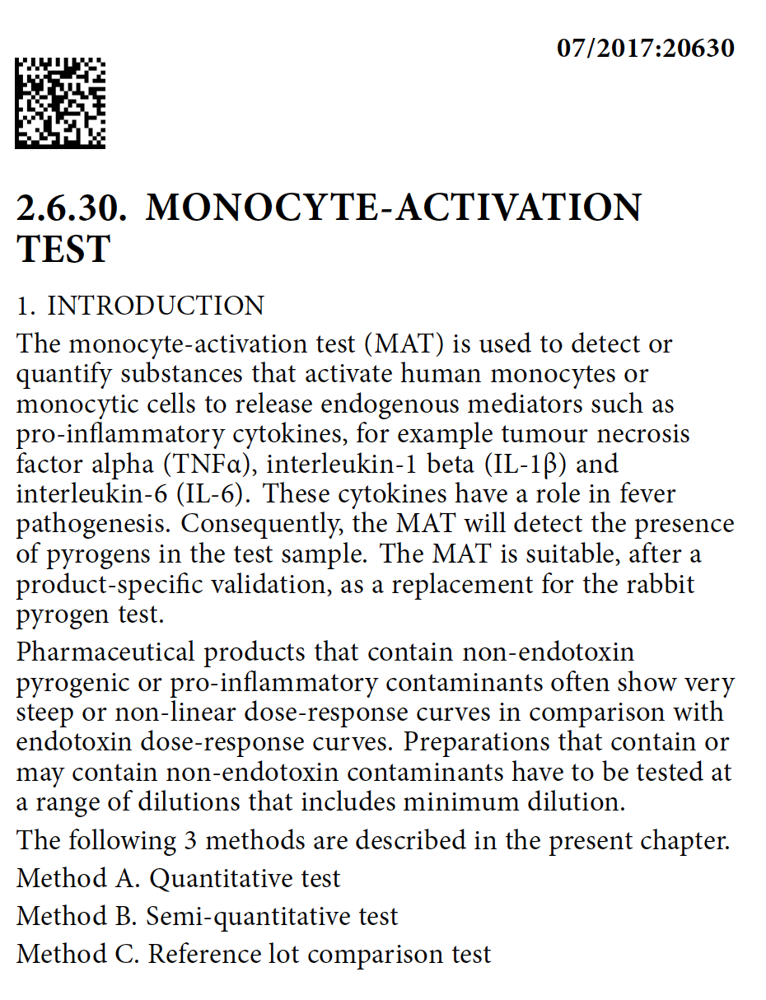 07/2017:20630
2.6.30. MONOCYTE-ACTIVATION
TEST
1. INTRODUCTION
The monocyte-activation test (MAT) is used to detect or
quantify substances that activate human monocytes or
monocytic cells to release endogenous mediators such as
pro-inflammatory cytokines, for example tumour necrosis
factor alpha (TNFα), interleukin-1 beta (IL-1β) and
interleukin-6 (IL-6). These cytokines have a role in fever
pathogenesis. Consequently, the MAT will detect the presence
of pyrogens in the test sample. The MAT is suitable, after a
product-specific validation, as a replacement for the rabbit
pyrogen test.
Pharmaceutical products that contain non-endotoxin
pyrogenic or pro-inflammatory contaminants often show very
steep or non-linear dose-response curves in comparison with
endotoxin dose-response curves. Preparations that contain or
may contain non-endotoxin contaminants have to be tested at
a range of dilutions that includes minimum dilution.
The following 3 methods are described in the present chapter.
Method A. Quantitative test
Method B. Semi-quantitative test
Method C. Reference lot comparison test